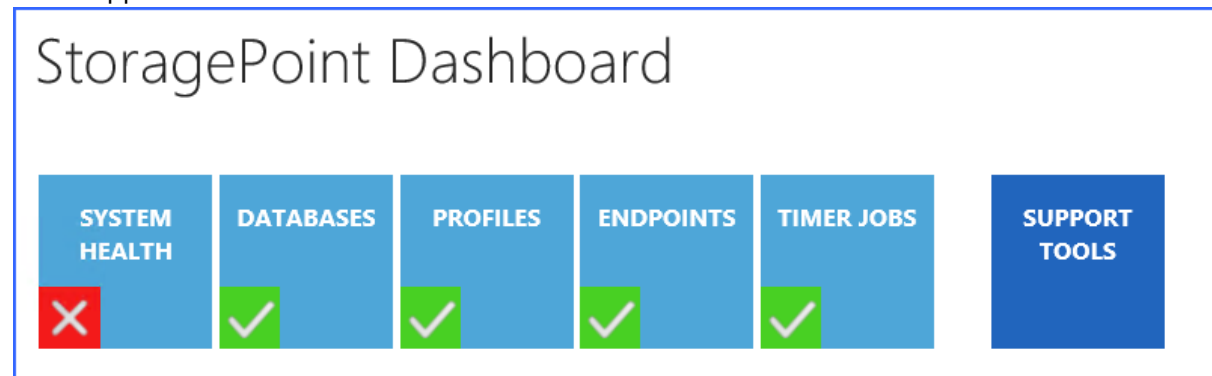 StoragePoint Dashboard
SYSTEM
HEALTH
DATABASES
PROFILES
ENDPOINTS
TIMER JOBS
SUPPORT
TOOLS